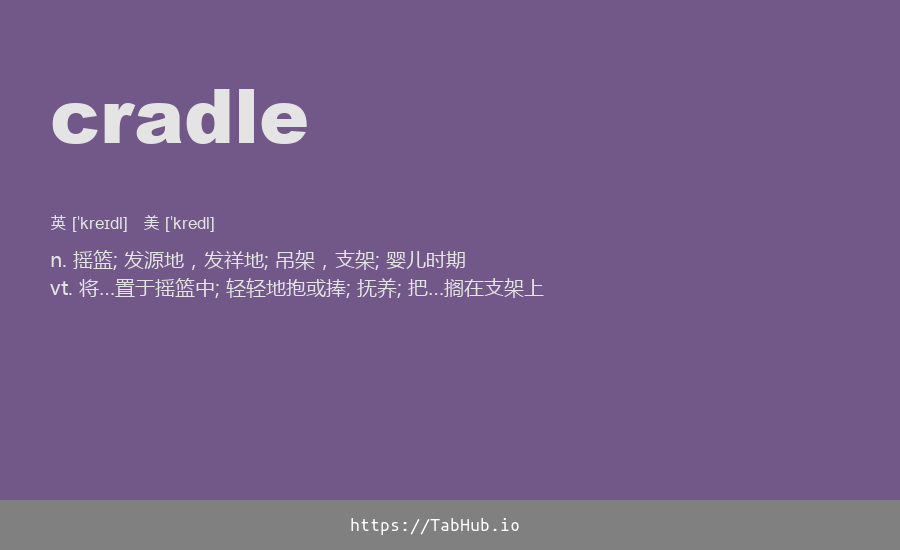 cradle
英 [ˈkreɪdl] 美 [ˈkredl]
n. 摇篮; 发源地，发祥地; 吊架，支架; 婴儿时期
vt. 将…置于摇篮中; 轻轻地抱或捧; 抚养; 把…搁在支架上
https://TabHub.io